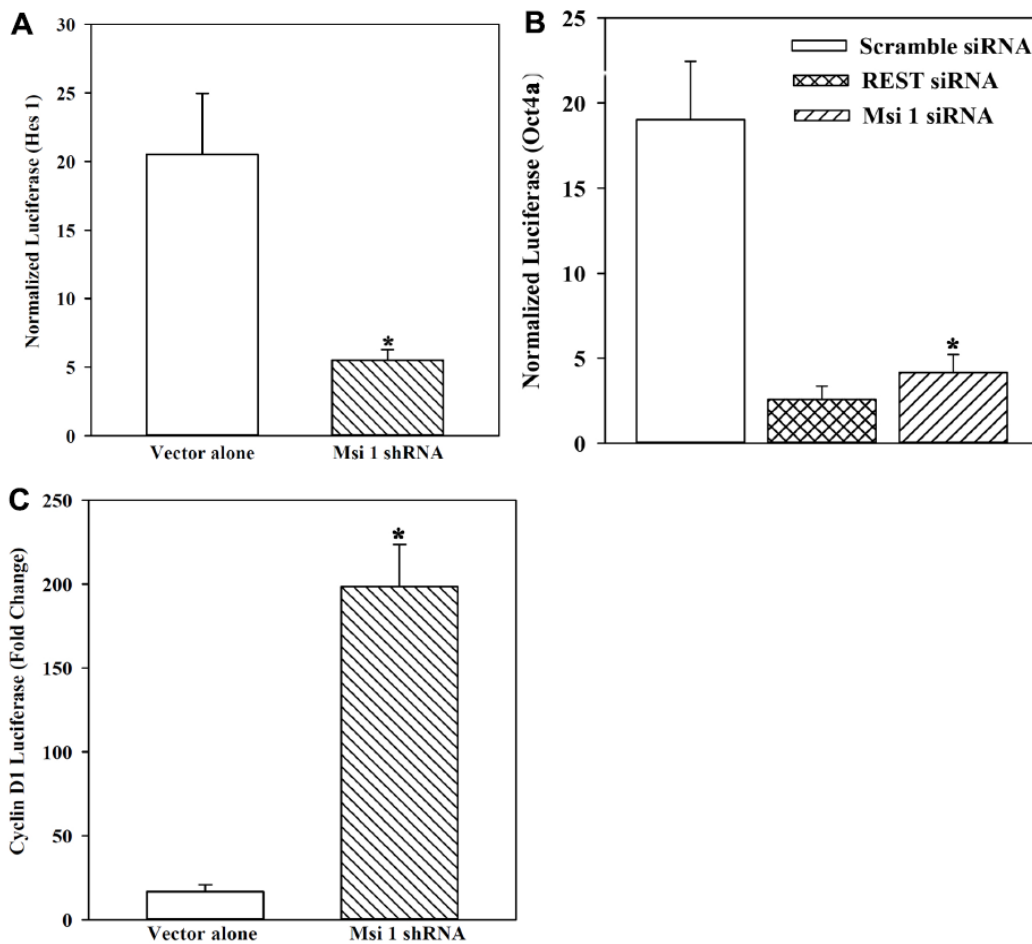 A
Normalized Luciferase (Hes 1)
30
25
20
15
10
5
0
*
Vector alone
Msi 1 shRNA
B
Normalized Luciferase (Oct4a)
25
20
15
10
5
0
Scramble siRNA
REST siRNA
Msi 1 siRNA
*
C
Cyclin D1 Luciferase (Fold Change)
250
200
150
100
50
0
*
Vector alone
Msi 1 shRNA